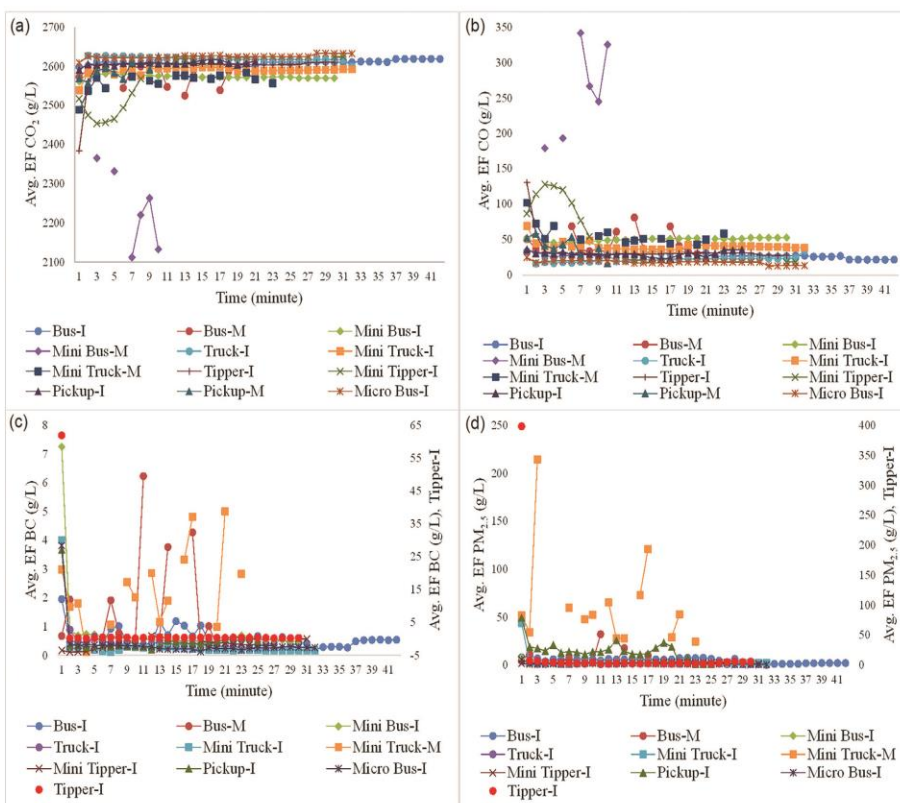 (a)
2700
2600
2500
2400
2300
2200
2100
Avg. EF CO₂ (g/L)
1 3 5 7 9 11 13 15 17 19 21 23 25 27 29 31 33 35 37 39 41
Time (minute)
Bus-I Bus-M Mini Bus-I
Mini Bus-M Truck-I Mini Truck-I
Mini Truck-M Tipper-I Mini Tipper-I
Pickup-I Pickup-M Micro Bus-I
(b)
350
300
250
200
150
100
50
0
Avg. EF CO (g/L)
1 3 5 7 9 11 13 15 17 19 21 23 25 27 29 31 33 35 37 39 41
Time (minute)
Bus-I Bus-M Mini Bus-I
Mini Bus-M Truck-I Mini Truck-I
Mini Truck-M Tipper-I Mini Tipper-I
Pickup-I Pickup-M Micro Bus-I
(c)
8
7
6
5
4
3
2
1
0
Avg. EF BC (g/L)
65
55
45
35
25
15
5
-5
Avg. EF BC (g/L), Tipper-I
1 3 5 7 9 11 13 15 17 19 21 23 25 27 29 31 33 35 37 39 41
Time (minute)
Bus-I Bus-M Mini Bus-I
Truck-I Mini Truck-I Mini Truck-M
Mini Tipper-I Pickup-I Micro Bus-I
Tipper-I
(d)
250
200
150
100
50
0
Avg. EF PM₂.₅ (g/L)
400
350
300
250
200
150
100
50
0
Avg. EF PM₂.₅ (g/L), Tipper-I
1 3 5 7 9 11 13 15 17 19 21 23 25 27 29 31 33 35 37 39 41
Time (minute)
Bus-I Bus-M Mini Bus-I
Truck-I Mini Truck-I Mini Truck-M
Mini Tipper-I Pickup-I Micro Bus-I
Tipper-I